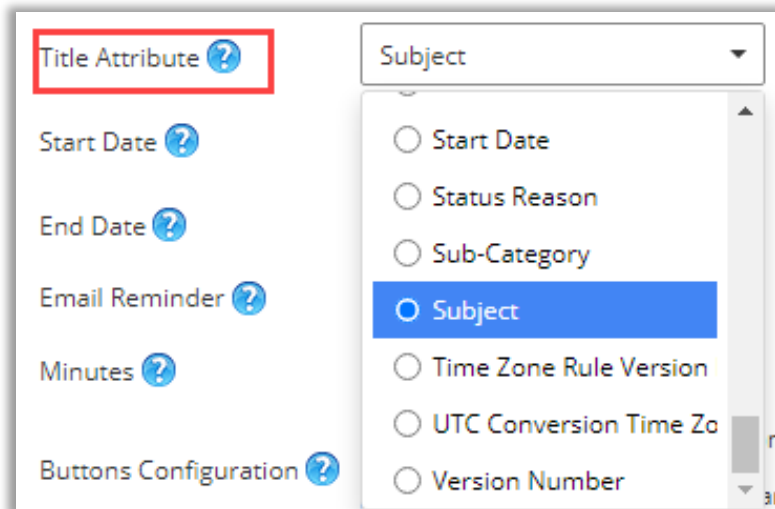 Title Attribute
Subject
Start Date
Start Date
Status Reason
End Date
Sub-Category
Email Reminder
Subject
Minutes
Time Zone Rule Version
UTC Conversion Time Zo
Buttons Configuration
Version Number